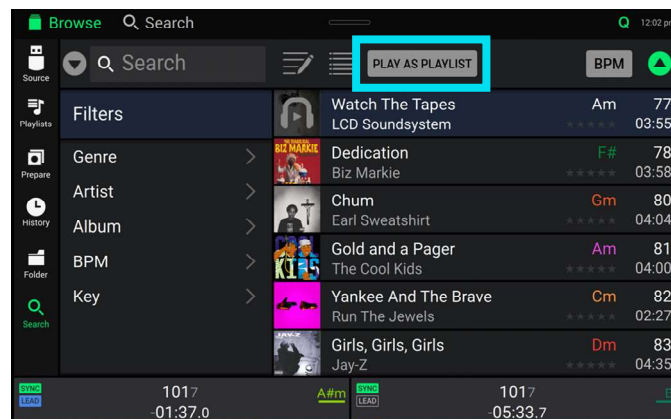 Browse Search Q 12:02 pm
Source
Search PLAY AS PLAYLIST BPM
Playlists
Prepare
History
Folder
Search
Filters
Genre
Artist
Album
BPM
Key
Watch The Tapes Am 77
LCD Soundsystem 03:55
BIZ MARKIE
Dedication F# 78
Biz Markie 03:58
Chum Gm 80
Earl Sweatshirt 04:04
Gold and a Pager Am 81
The Cool Kids 04:00
Yankee And The Brave Cm 82
Run The Jewels 02:27
JAY-Z
Girls, Girls, Girls Dm 83
Jay-Z 04:35
SYNC
LEAD
1017
-01:37.0
A#m
SYNC
LEAD
1017
-05:33.7